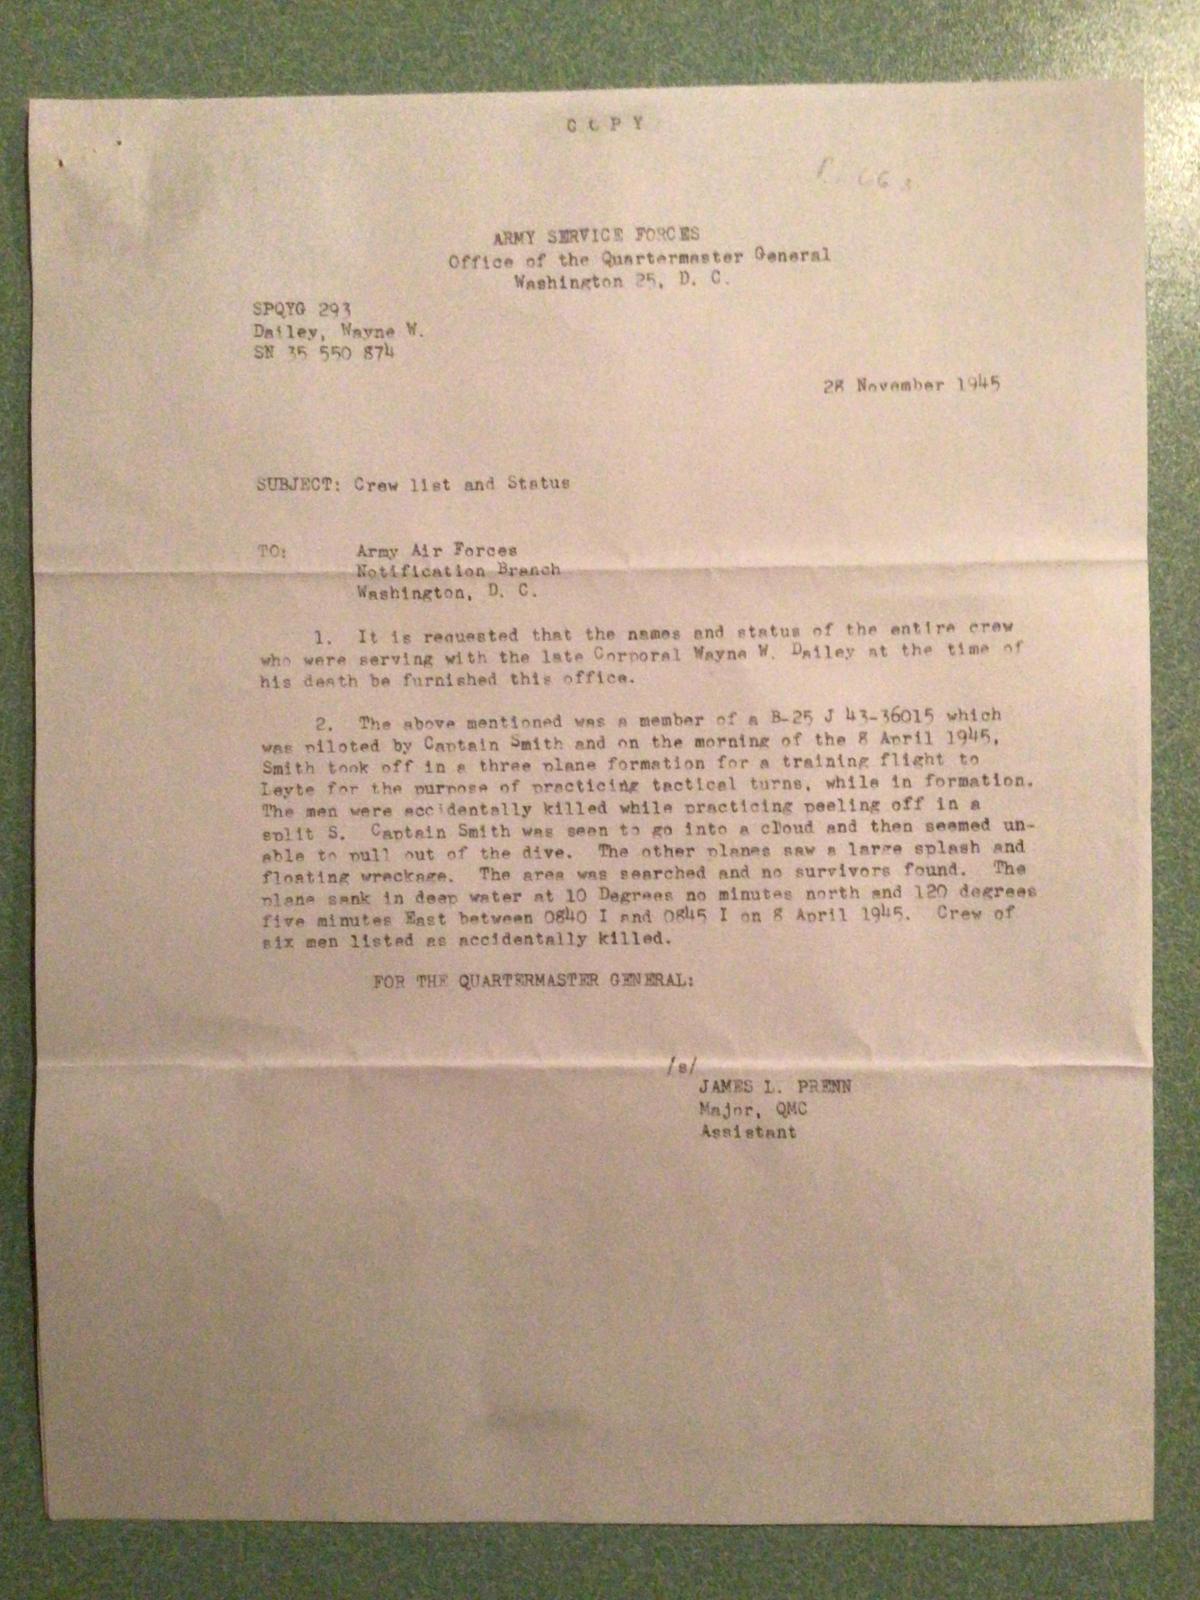 COPY
ARMY SERVICE FORCES
Office of the Quartermaster General
Washington 25, D. C.
SPQYG 293
Dailey, Wayne W.
SN 35 550 874
28 November 1945
SUBJECT: Crew list and Status
TO: Army Air Forces
Notification Branch
Washington, D. C.
1. It is requested that the names and status of the entire crew
who were serving with the late Corporal Wayne W. Dailey at the time of
his death be furnished this office.
2. The above mentioned was a member of a B-25 J 43-36015 which
was piloted by Captain Smith and on the morning of the 8 April 1945,
Smith took off in a three plane formation for a training flight to
Leyte for the purpose of practicing tactical turns, while in formation.
The men were accidentally killed while practicing peeling off in a
split S. Captain Smith was seen to go into a cloud and then seemed un-
able to pull out of the dive. The other planes saw a large splash and
floating wreckage. The area was searched and no survivors found. The
plane sank in deep water at 10 Degrees no minutes north and 120 degrees
five minutes East between 0840 I and 0845 I on 8 April 1945. Crew of
six men listed as accidentally killed.
FOR THE QUARTERMASTER GENERAL:
/s/
JAMES L. PRENN
Major, QMC
Assistant